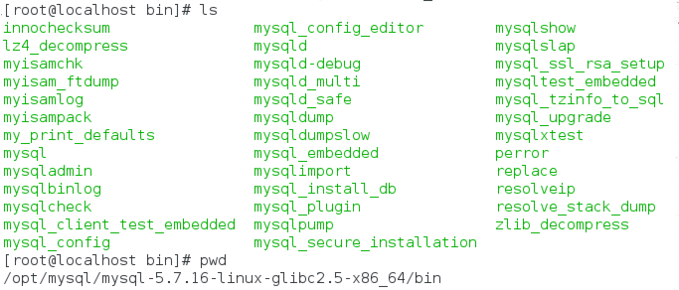 [root@localhost bin]# ls
innochecksum mysql_config_editor mysqlshow
lz4_decompress mysqld mysqlslap
myisamchk mysqld-debug mysql_ssl_rsa_setup
myisam_ftdump mysqld_multi mysqltest_embedded
myisamlog mysqld_safe mysql_tzinfo_to_sql
myisampack mysqldump mysql_upgrade
my_print_defaults mysqldumpslow mysqlxtest
mysql mysql_embedded perror
mysqladmin mysqlimport replace
mysqlbinlog mysql_install_db resolveip
mysqlcheck mysql_plugin resolve_stack_dump
mysql_client_test_embedded mysqlpump zlib_decompress
mysql_config mysql_secure_installation
[root@localhost bin]# pwd
/opt/mysql/mysql-5.7.16-linux-glibc2.5-x86_64/bin